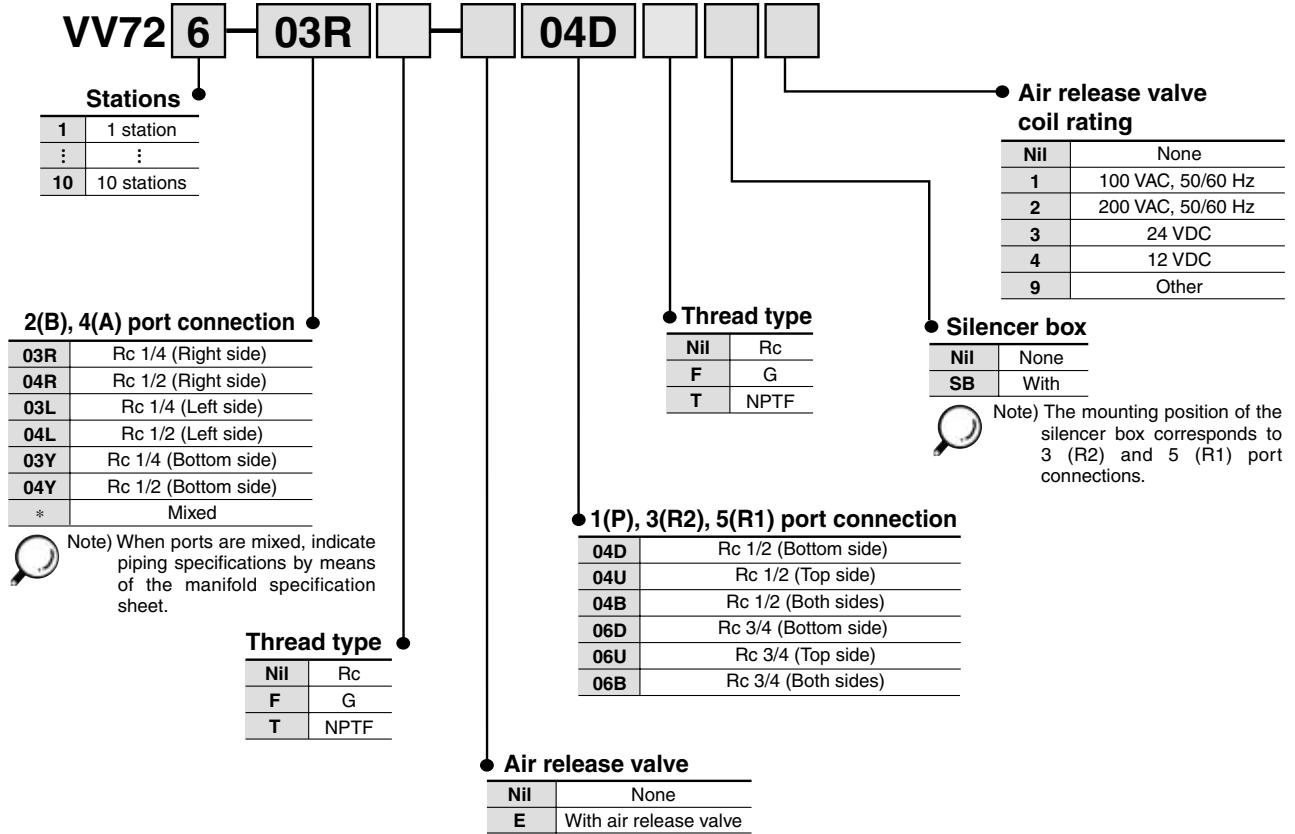 VV72 6 — 03R — 04D
Stations
1 1 station
⋮ ⋮
10 10 stations
2(B), 4(A) port connection
03R Rc 1/4 (Right side)
04R Rc 1/2 (Right side)
03L Rc 1/4 (Left side)
04L Rc 1/2 (Left side)
03Y Rc 1/4 (Bottom side)
04Y Rc 1/2 (Bottom side)
* Mixed
Note) When ports are mixed, indicate
piping specifications by means
of the manifold specification
sheet.
Thread type
Nil Rc
F G
T NPTF
Air release valve
Nil None
E With air release valve
1(P), 3(R2), 5(R1) port connection
04D Rc 1/2 (Bottom side)
04U Rc 1/2 (Top side)
04B Rc 1/2 (Both sides)
06D Rc 3/4 (Bottom side)
06U Rc 3/4 (Top side)
06B Rc 3/4 (Both sides)
Thread type
Nil Rc
F G
T NPTF
Silencer box
Nil None
SB With
Note) The mounting position of the
silencer box corresponds to
3 (R2) and 5 (R1) port
connections.
Air release valve
coil rating
Nil None
1 100 VAC, 50/60 Hz
2 200 VAC, 50/60 Hz
3 24 VDC
4 12 VDC
9 Other